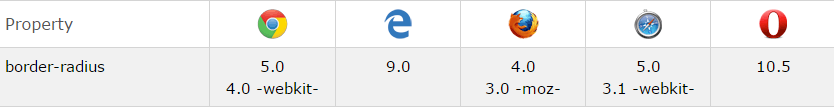 Property
border-radius 5.0 9.0 4.0 5.0 10.5
4.0 -webkit- 3.0 -moz- 3.1 -webkit-